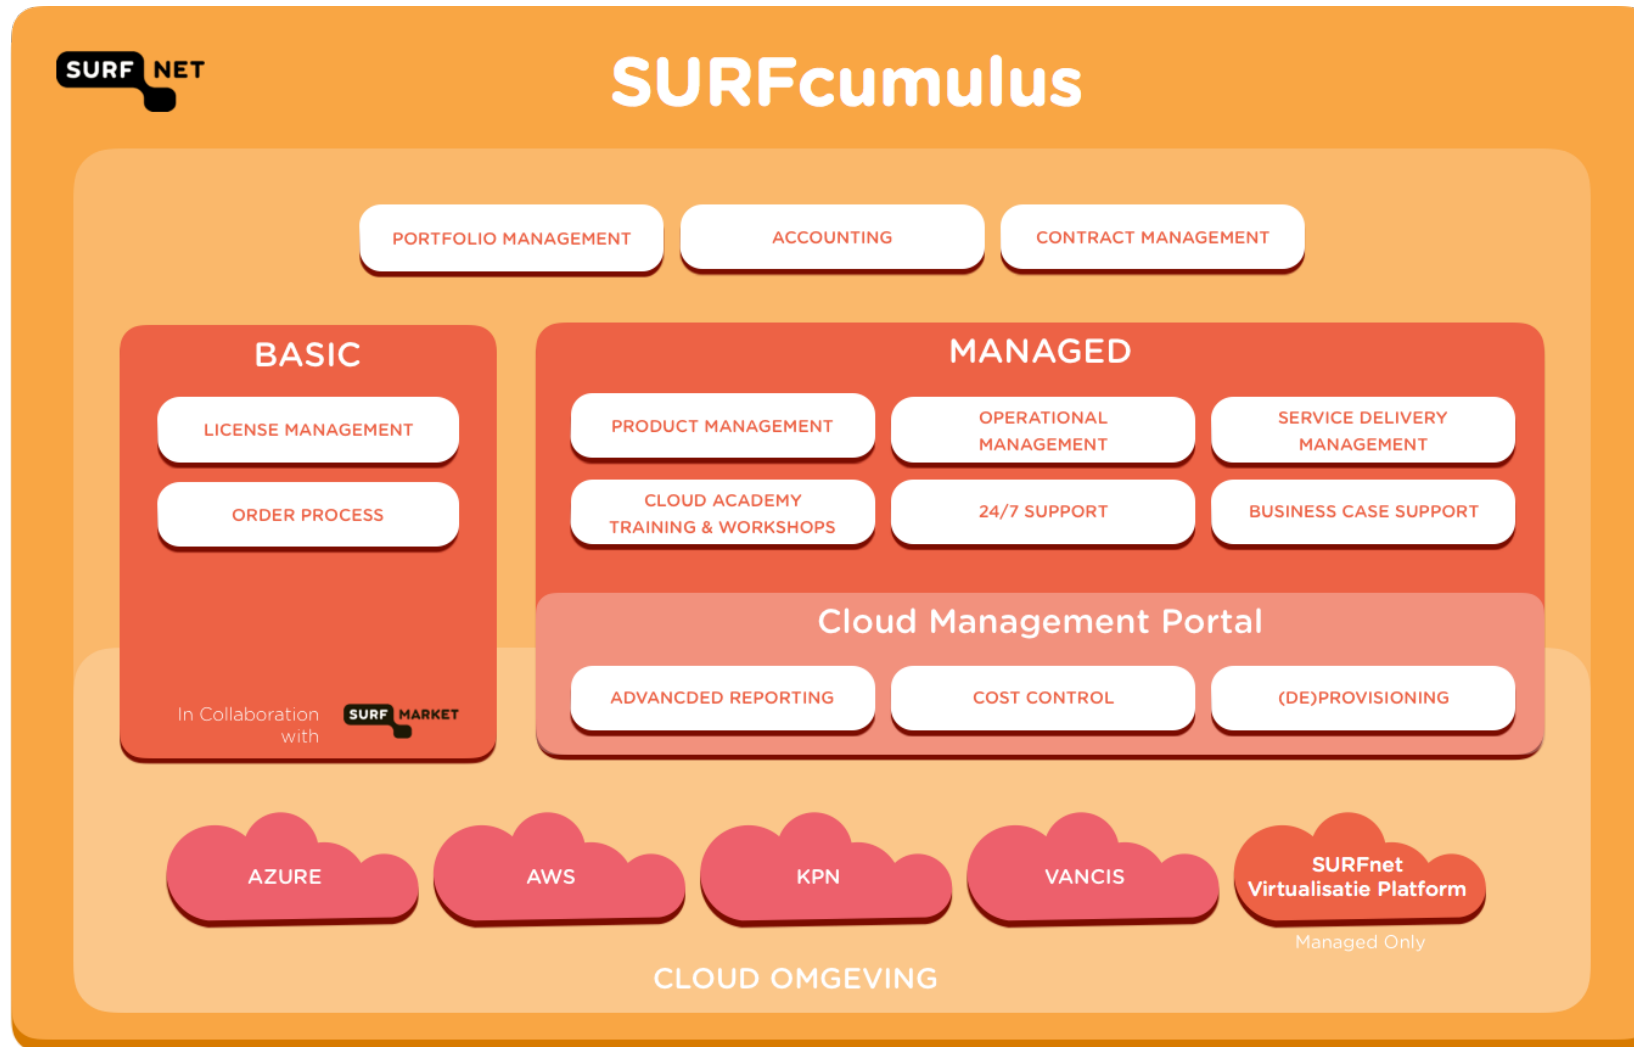 SURF NET
SURFcumulus
PORTFOLIO MANAGEMENT
ACCOUNTING
CONTRACT MANAGEMENT
BASIC
LICENSE MANAGEMENT
ORDER PROCESS
In Collaboration
with
SURF MARKET
MANAGED
PRODUCT MANAGEMENT
OPERATIONAL
MANAGEMENT
SERVICE DELIVERY
MANAGEMENT
CLOUD ACADEMY
TRAINING & WORKSHOPS
24/7 SUPPORT
BUSINESS CASE SUPPORT
Cloud Management Portal
ADVANCDED REPORTING
COST CONTROL
(DE)PROVISIONING
AZURE
AWS
KPN
VANCIS
SURFnet
Virtualisatie Platform
Managed Only
CLOUD OMGEVING